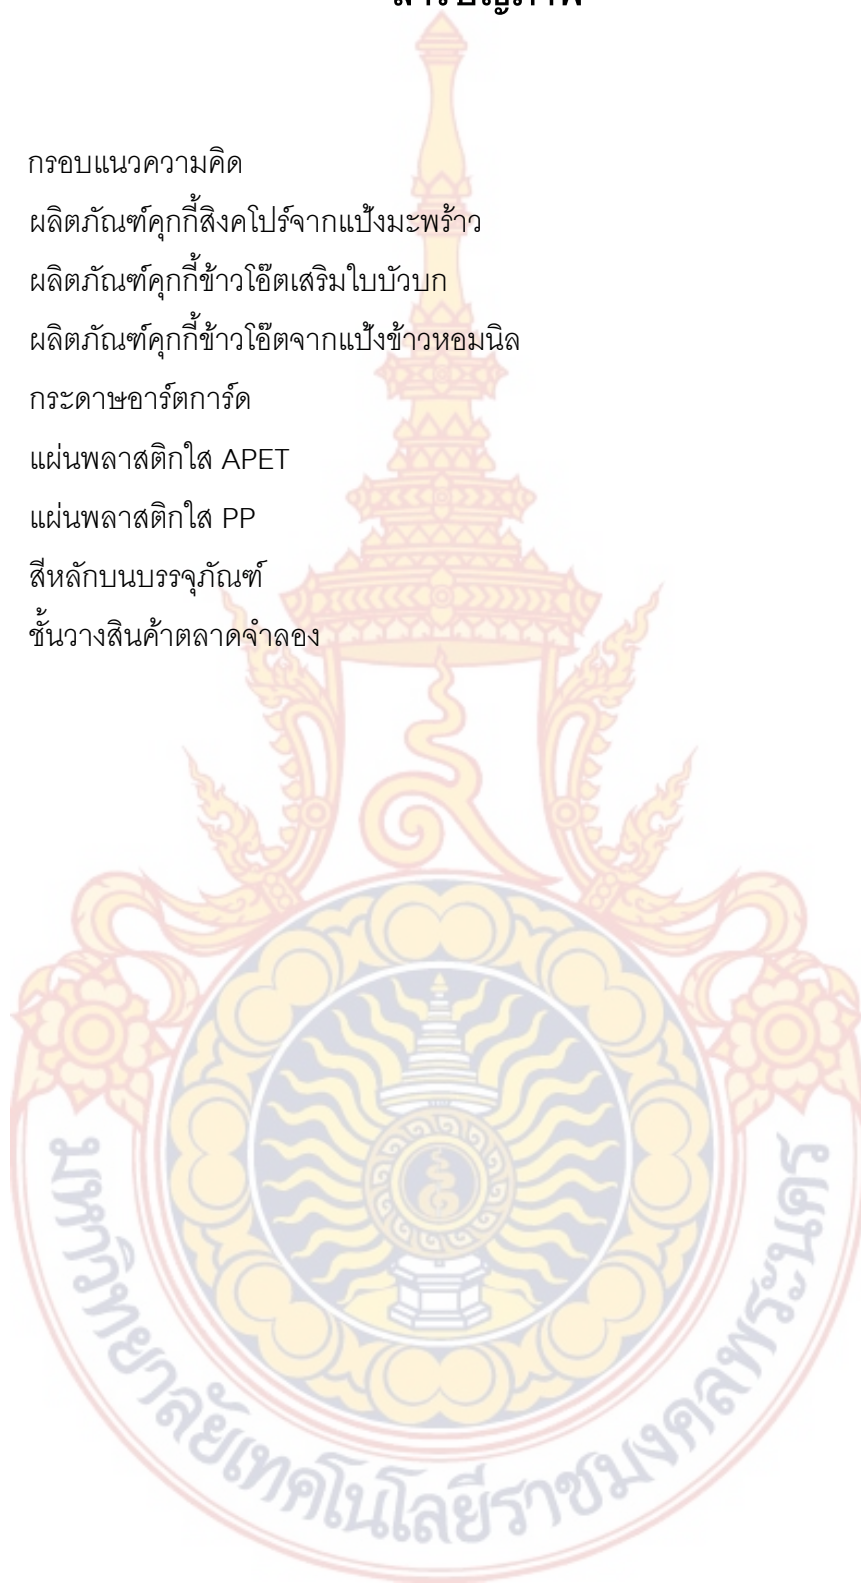 สารบัญภาพ
กรอบแนวความคิด
ผลิตภัณฑ์คุกกี้สิงคโปร์จากแป้งมะพร้าว
ผลิตภัณฑ์คุกกี้ข้าวโอ๊ตเสริมใบบัวบก
ผลิตภัณฑ์คุกกี้ข้าวโอ๊ตจากแป้งข้าวหอมนิล
กระดาษอาร์ตการ์ด
แผ่นพลาสติกใส APET
แผ่นพลาสติกใส PP
สีหลักบนบรรจุภัณฑ์
ชั้นวางสินค้าตลาดจำลอง
มหาวิทยาลัยเทคโนโลยีราชมงคลพระนคร